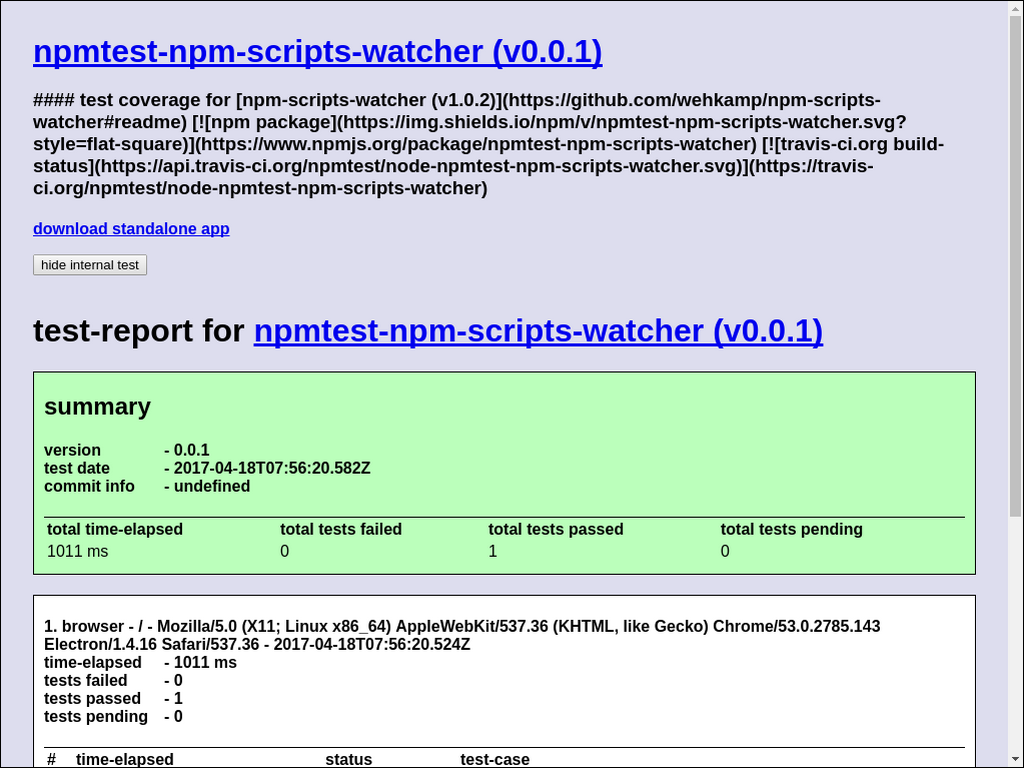 npmtest-npm-scripts-watcher (v0.0.1)
#### test coverage for [npm-scripts-watcher (v1.0.2)](https://github.com/wehkamp/npm-scripts-
watcher#readme) [![npm package](https://img.shields.io/npm/v/npmtest-npm-scripts-watcher.svg?
style=flat-square)](https://www.npmjs.org/package/npmtest-npm-scripts-watcher) [![travis-ci.org build-
status](https://api.travis-ci.org/npmtest/node-npmtest-npm-scripts-watcher.svg)](https://travis-
ci.org/npmtest/node-npmtest-npm-scripts-watcher)
download standalone app
hide internal test
test-report for npmtest-npm-scripts-watcher (v0.0.1)
summary
version - 0.0.1
test date - 2017-04-18T07:56:20.582Z
commit info - undefined
total time-elapsed total tests failed total tests passed total tests pending
1011 ms 0 1 0
1. browser - / - Mozilla/5.0 (X11; Linux x86_64) AppleWebKit/537.36 (KHTML, like Gecko) Chrome/53.0.2785.143
Electron/1.4.16 Safari/537.36 - 2017-04-18T07:56:20.524Z
time-elapsed - 1011 ms
tests failed - 0
tests passed - 1
tests pending - 0
# time-elapsed status test-case